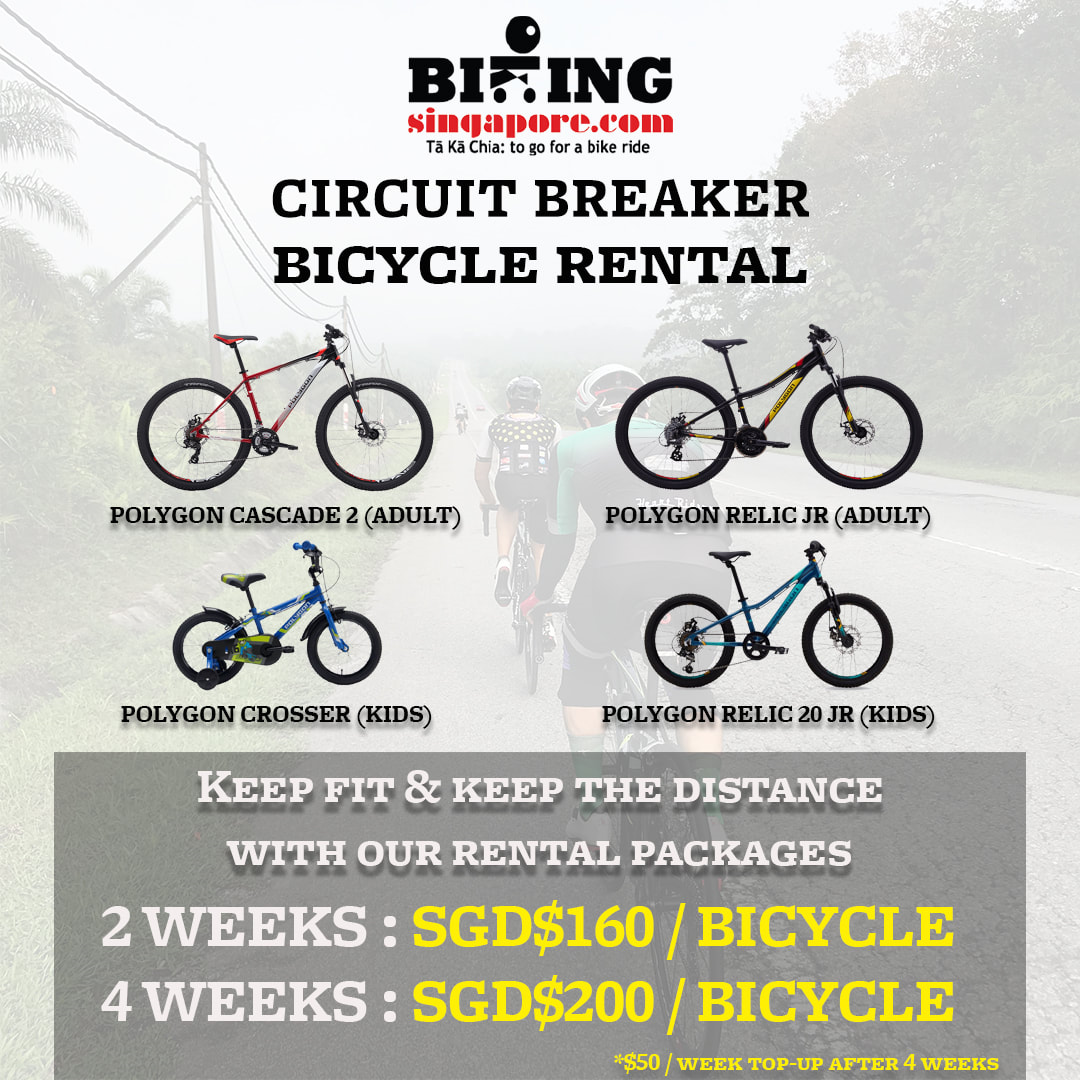 BIKING
singapore.com
Tā Kā Chia: to go for a bike ride
CIRCUIT BREAKER
BICYCLE RENTAL
POLYGON
POLYGON
POLYGON CASCADE 2 (ADULT)
POLYGON RELIC JR (ADULT)
POLYGON
POLYGON CROSSER (KIDS)
POLYGON RELIC 20 JR (KIDS)
KEEP FIT & KEEP THE DISTANCE
WITH OUR RENTAL PACKAGES
2 WEEKS : SGD$160 / BICYCLE
4 WEEKS : SGD$200 / BICYCLE
*$50 / WEEK TOP-UP AFTER 4 WEEKS